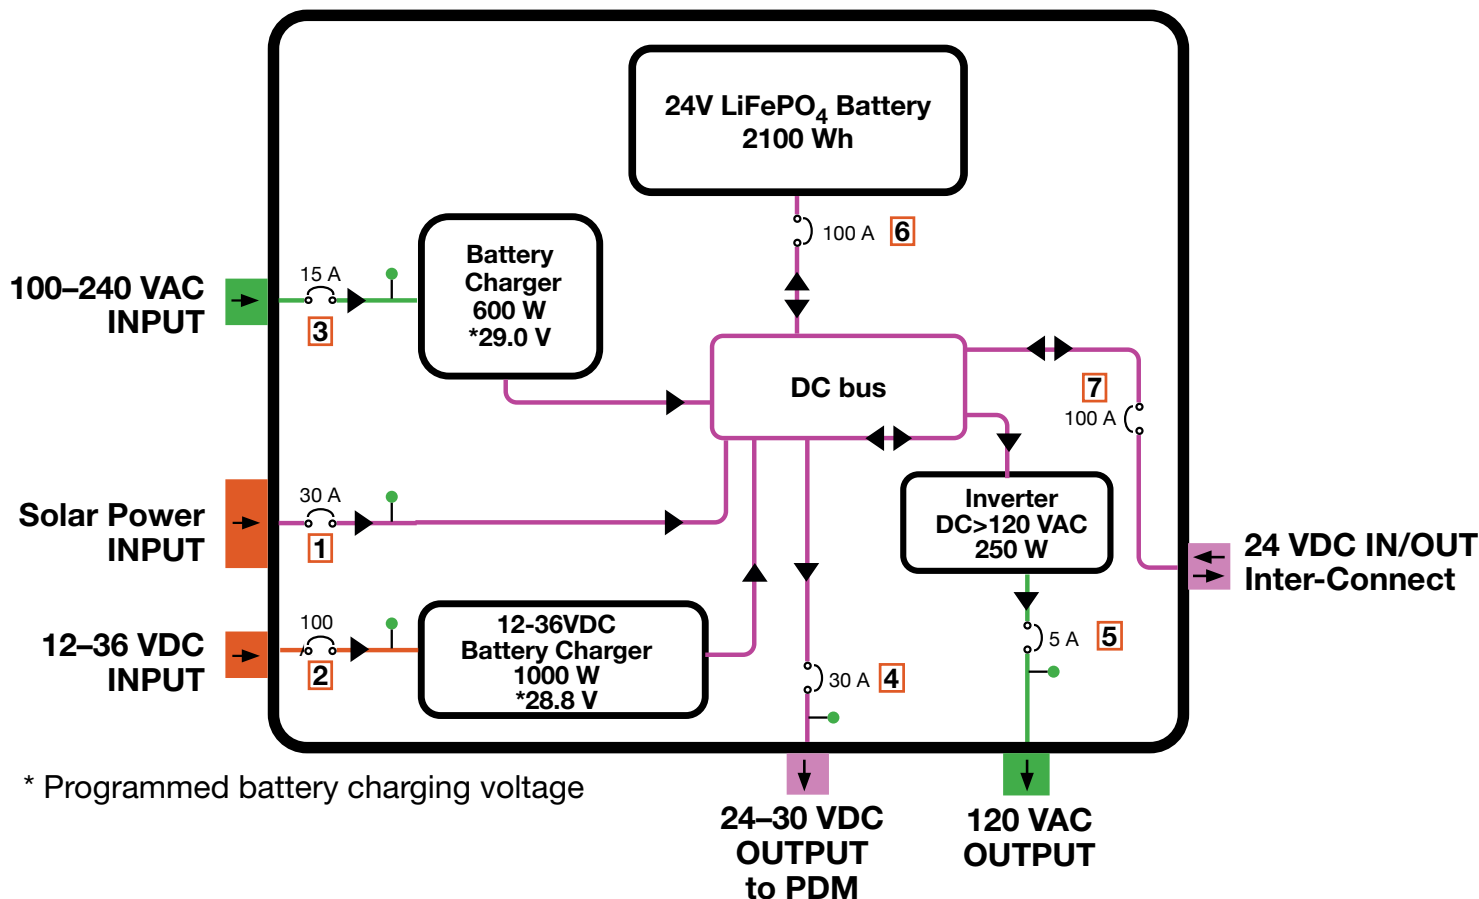 24V LiFePO4 Battery
2100 Wh
100 A 6
Battery
Charger
600 W
*29.0 V
100–240 VAC
INPUT
15 A
3
DC bus
7
100 A
Solar Power
INPUT
30 A
1
Inverter
DC>120 VAC
250 W
24 VDC IN/OUT
Inter-Connect
12–36 VDC
INPUT
100
2
12-36VDC
Battery Charger
1000 W
*28.8 V
30 A 4
5 A 5
* Programmed battery charging voltage
24–30 VDC
OUTPUT
to PDM
120 VAC
OUTPUT